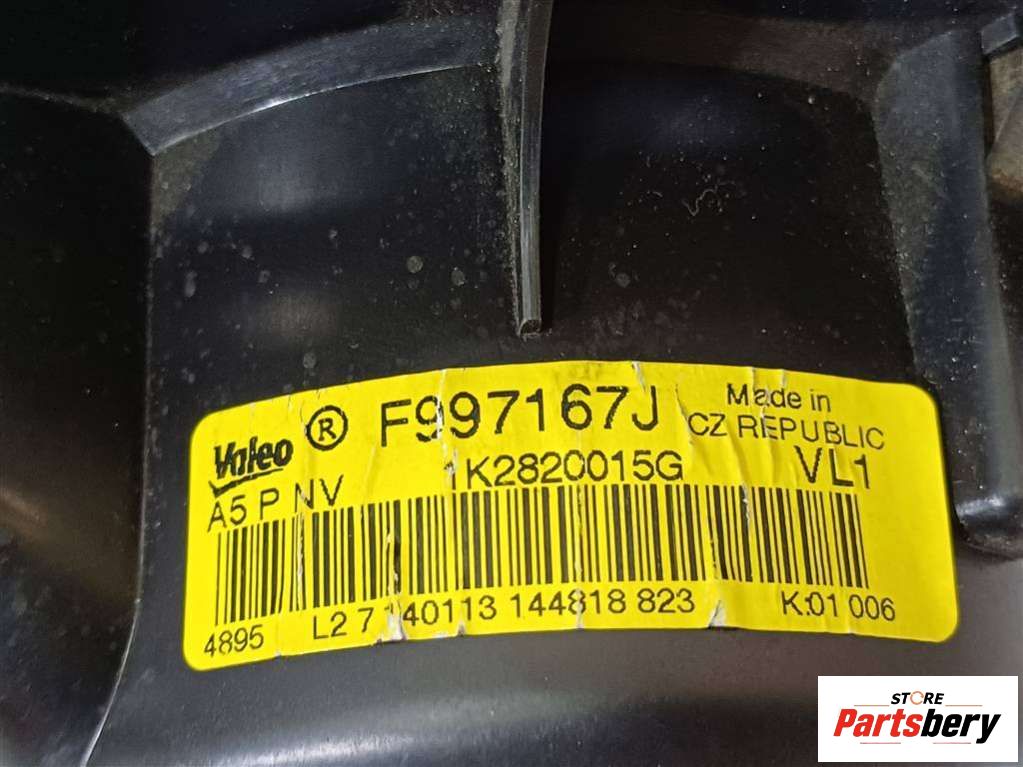 Valeo ® F997167J Made in
CZ REPUBLIC
A5 P NV 1K2820015G VL1
4895 L2 7 140113 144818 823 K:01 006
STORE
Partsbery